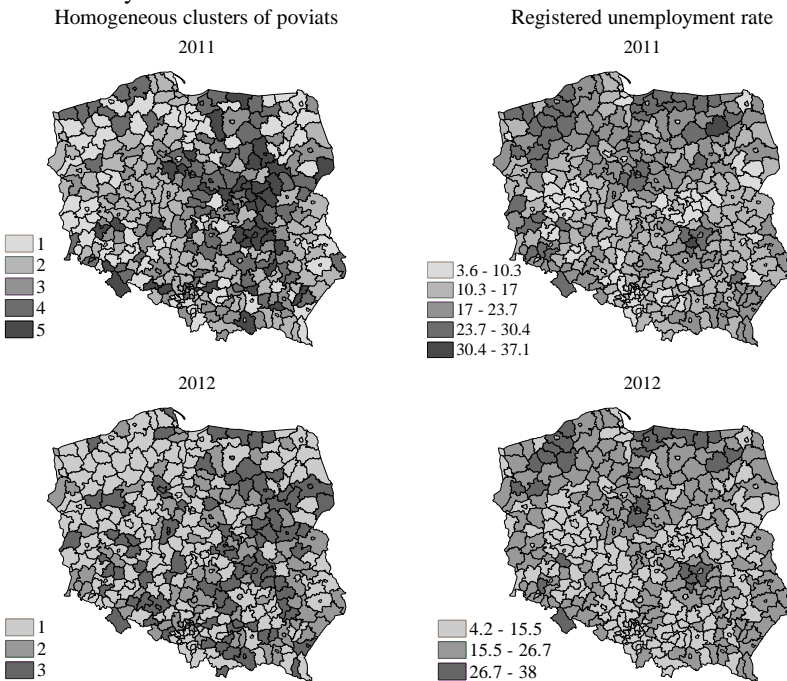 Homogeneous clusters of poviats
Registered unemployment rate
2011
2011
1
2
3
4
5
3.6 - 10.3
10.3 - 17
17 - 23.7
23.7 - 30.4
30.4 - 37.1
2012
2012
1
2
3
4.2 - 15.5
15.5 - 26.7
26.7 - 38